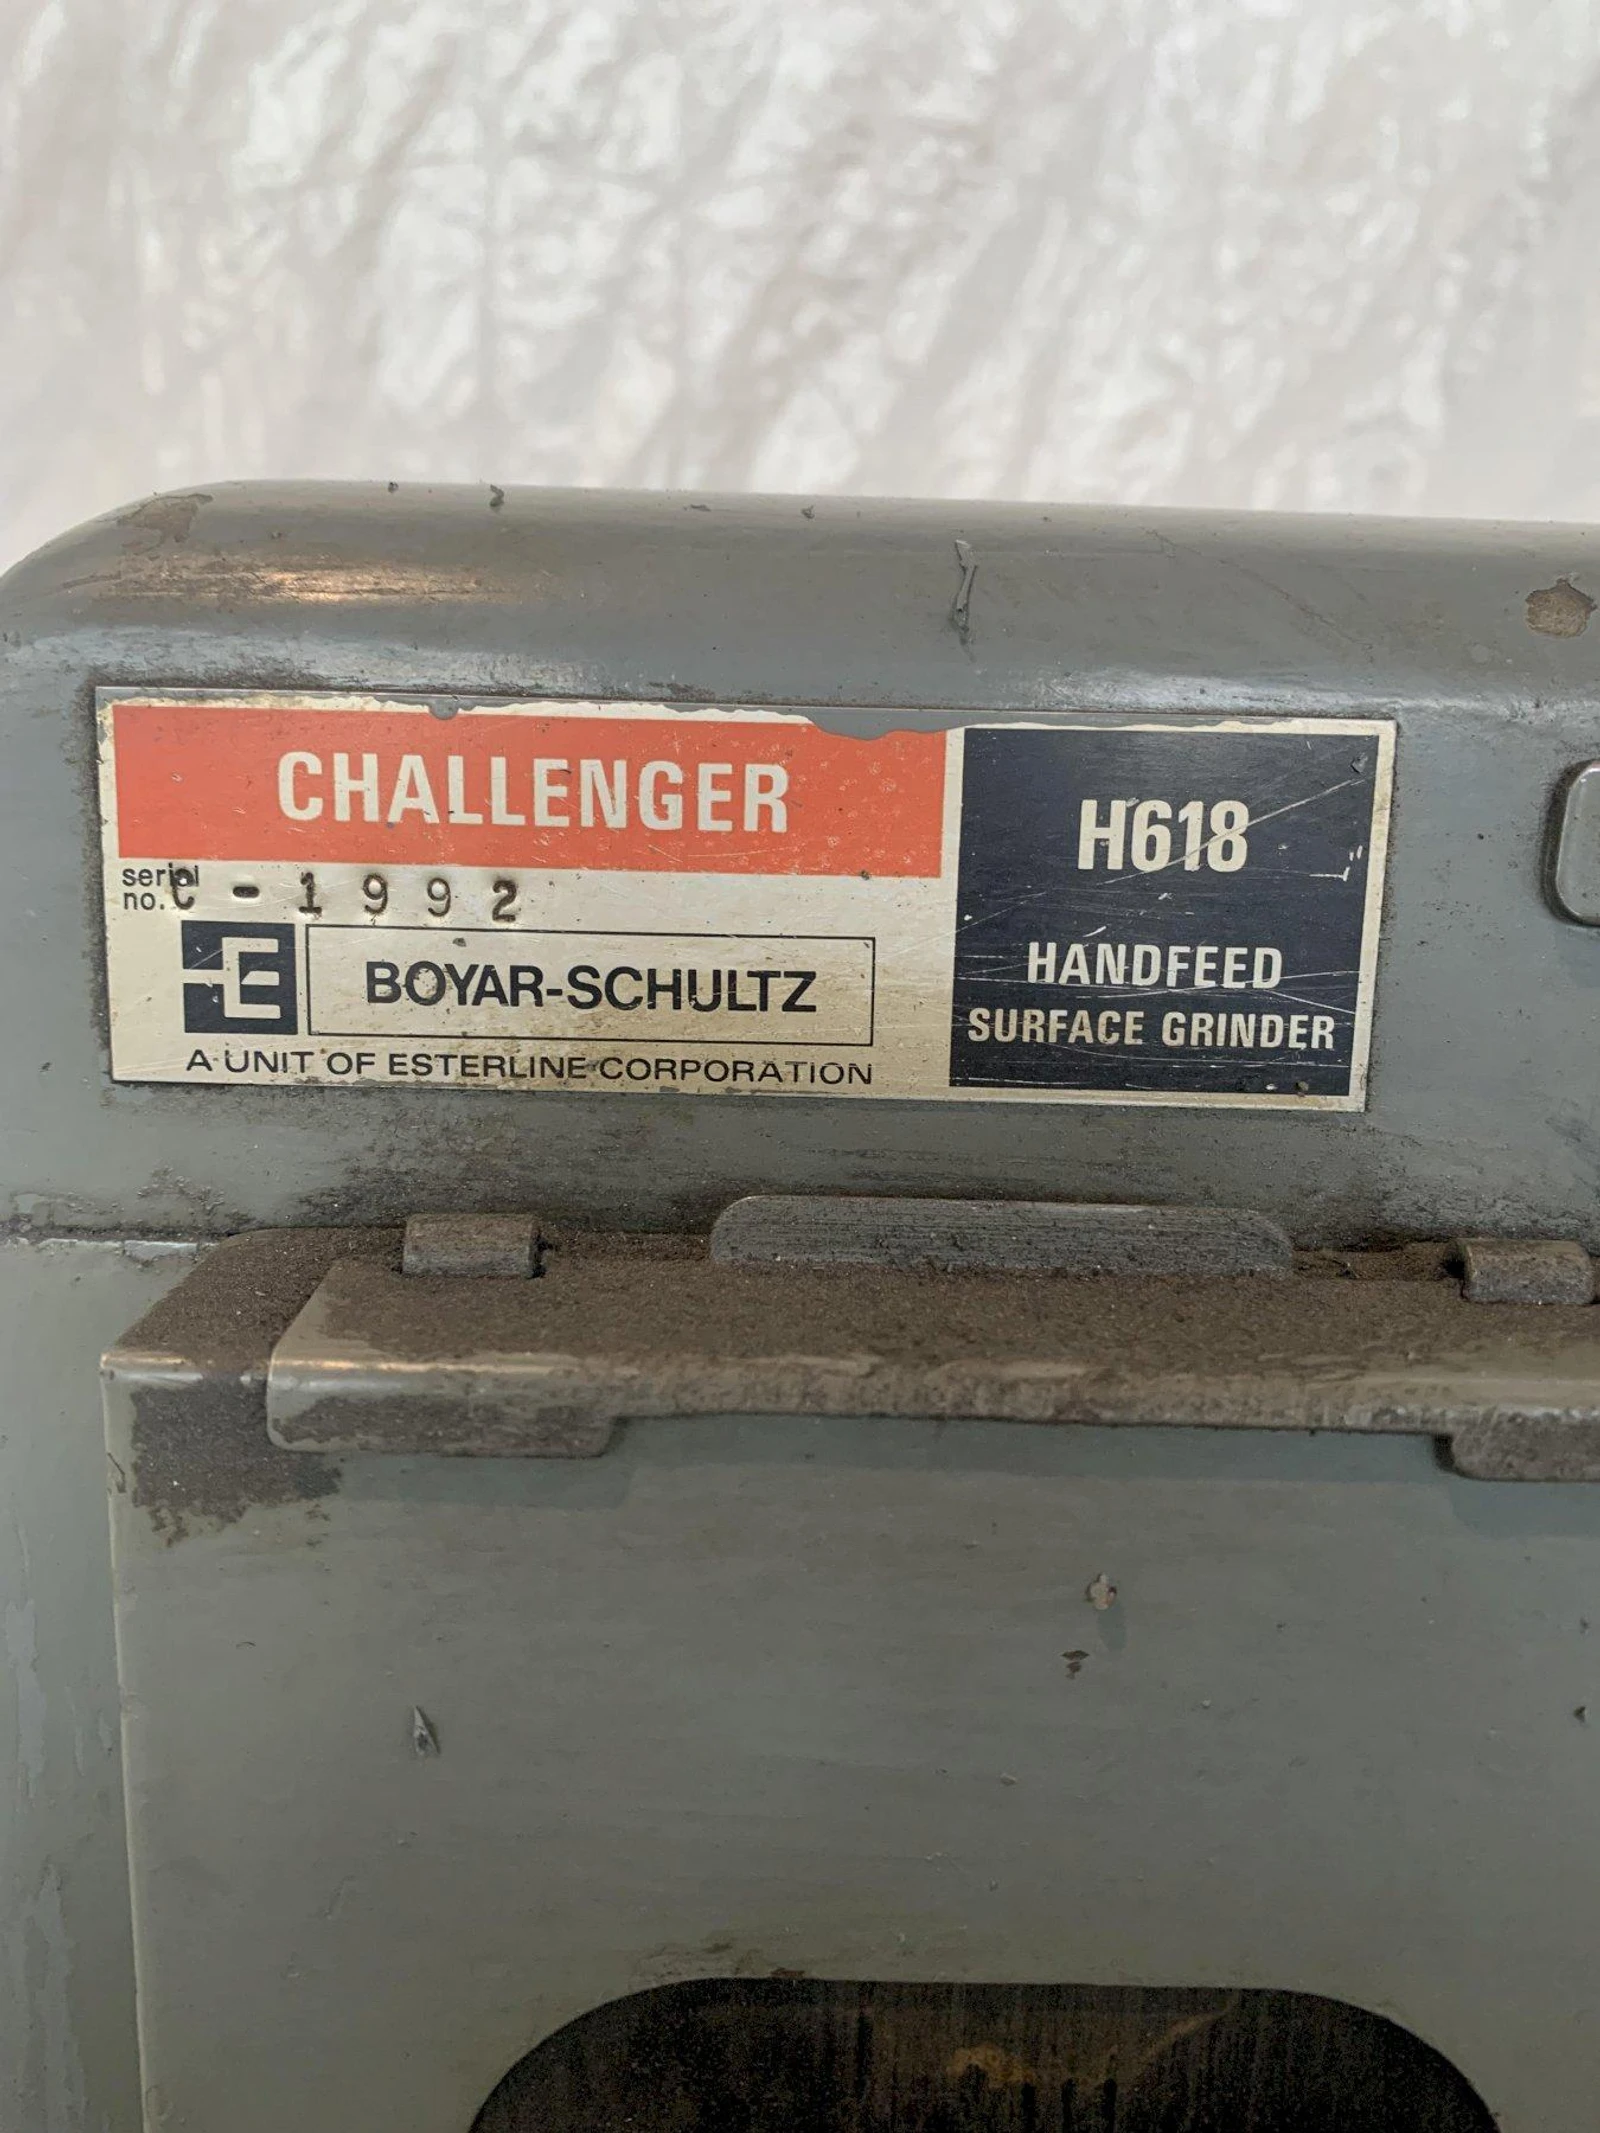 CHALLENGER
serial no. C-1992
BOYAR-SCHULTZ
A UNIT OF ESTERLINE CORPORATION
H618
HANDFEED
SURFACE GRINDER